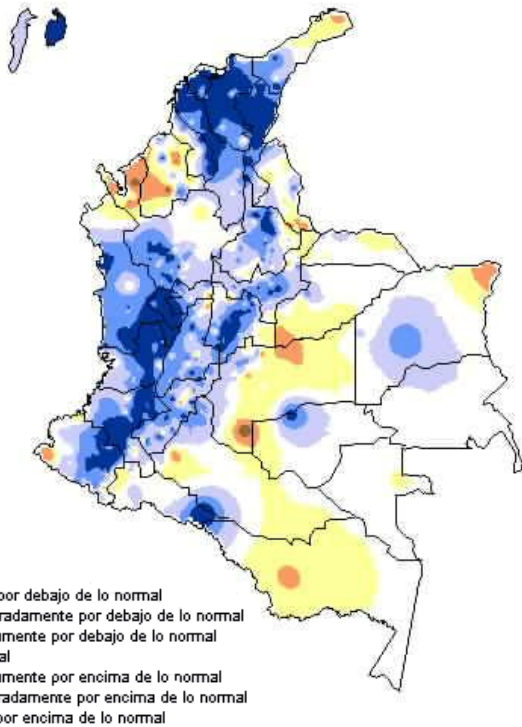 por debajo de lo normal
radamente por debajo de lo normal
mente por debajo de lo normal
al
mente por encima de lo normal
radamente por encima de lo normal
por encima de lo normal